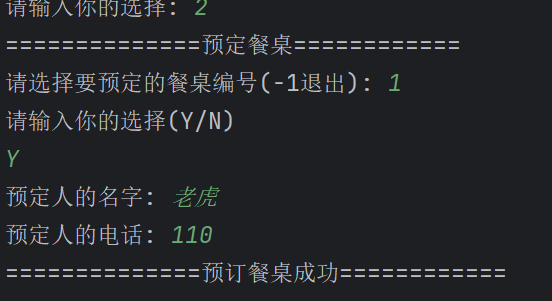 请输入你的选择: 2
==============预定餐桌============
请选择要预定的餐桌编号(-1退出): 1
请输入你的选择(Y/N)
Y
预定人的名字: 老虎
预定人的电话: 110
==============预订餐桌成功============